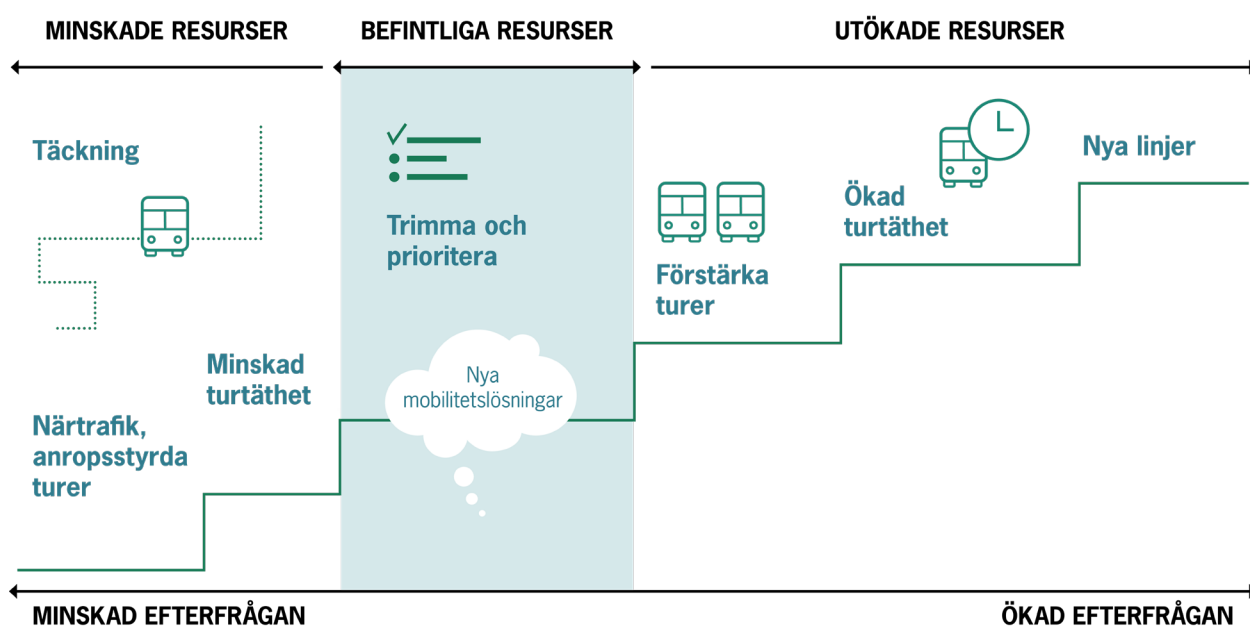 MINSKADE RESURSER
BEFINTLIGA RESURSER
UTÖKADE RESURSER
Täckning
Närtrafik,
anropsstyrda
turer
Minskad
turtäthet
Trimma och
prioritera
Nya
mobilitetslösningar
Förstärka
turer
Ökad
turtäthet
Nya linjer
MINSKAD EFTERFRÅGAN
ÖKAD EFTERFRÅGAN